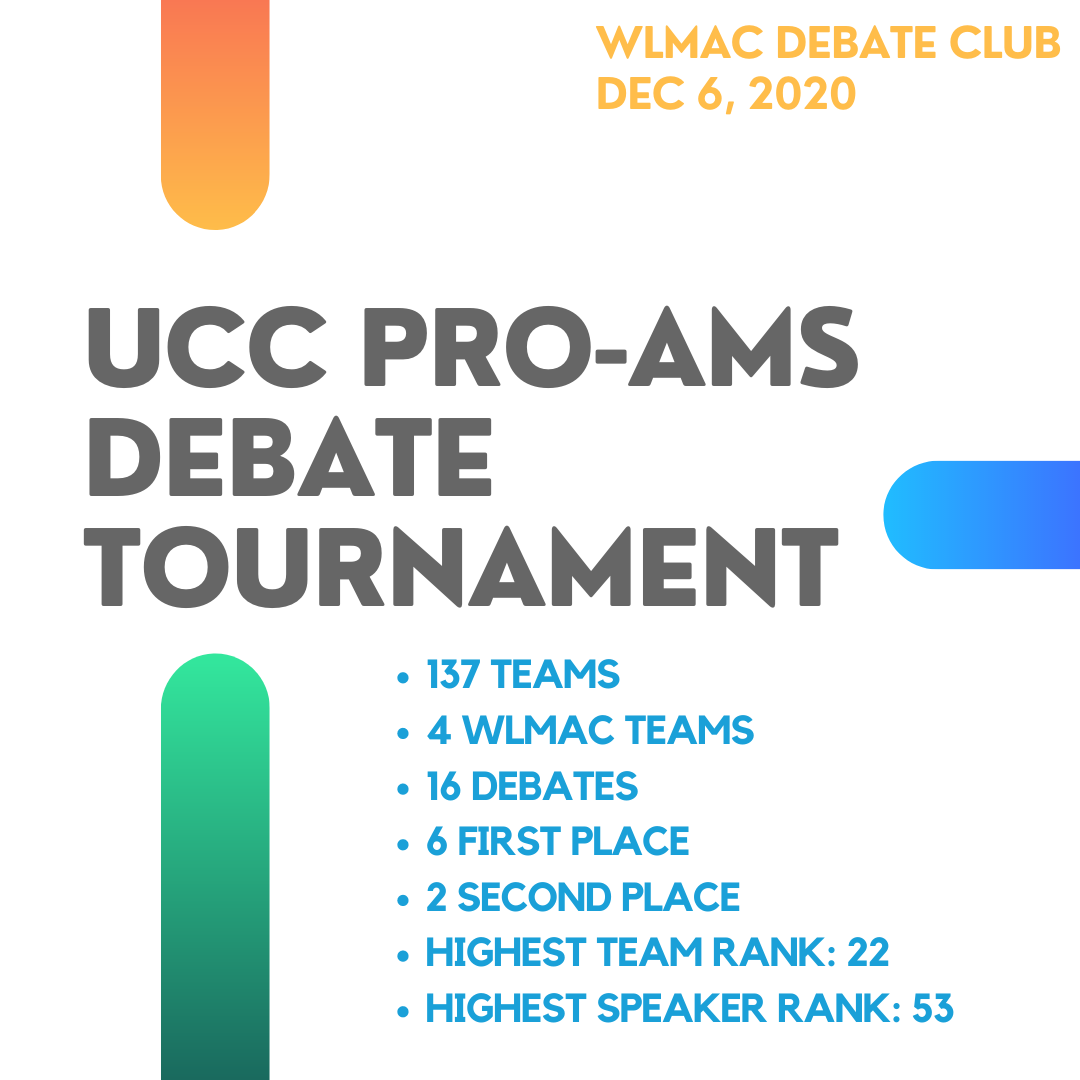 WLMAC DEBATE CLUB
DEC 6, 2020
UCC PRO-AMS
DEBATE
TOURNAMENT
• 137 TEAMS
• 4 WLMAC TEAMS
• 16 DEBATES
• 6 FIRST PLACE
• 2 SECOND PLACE
• HIGHEST TEAM RANK: 22
• HIGHEST SPEAKER RANK: 53